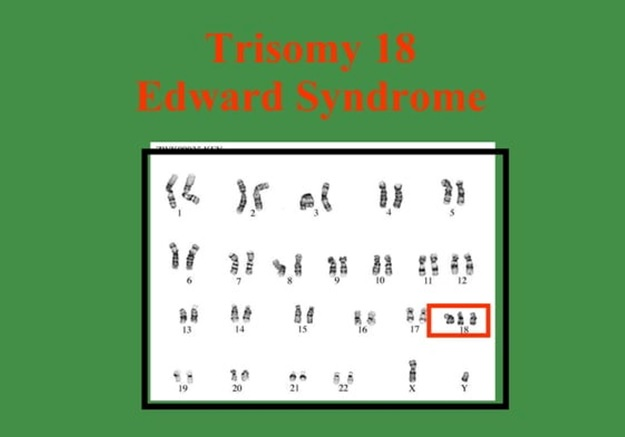 Trisomy 18
Edward Syndrome
1 2 3 4 5
6 7 8 9 10 11 12
13 14 15 16 17 18
19 20 21 22 X Y